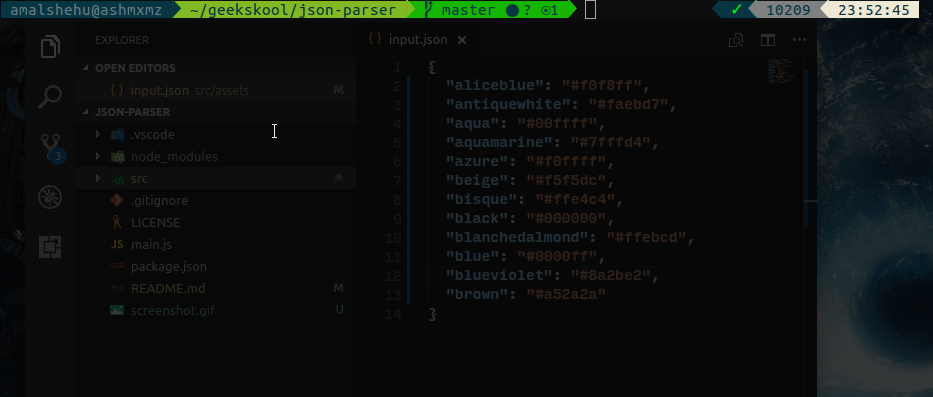 amalshehu@ashmxmz ~/geekskool/json-parser master ● ? ⍟1 ✓ 10209 23:52:45
EXPLORER
OPEN EDITORS
{ } input.json src/assets M
JSON-PARSER
.vscode
node_modules
src
.gitignore
LICENSE
JS main.js
package.json
README.md M
screenshot.gif U
3
{ } input.json ×
1 {
2 "aliceblue": "#f0f8ff",
3 "antiquewhite": "#faebd7",
4 "aqua": "#00ffff",
5 "aquamarine": "#7fffd4",
6 "azure": "#f0ffff",
7 "beige": "#f5f5dc",
8 "bisque": "#ffe4c4",
9 "black": "#000000",
10 "blanchedalmond": "#ffebcd",
11 "blue": "#0000ff",
12 "blueviolet": "#8a2be2",
13 "brown": "#a52a2a"
14 }